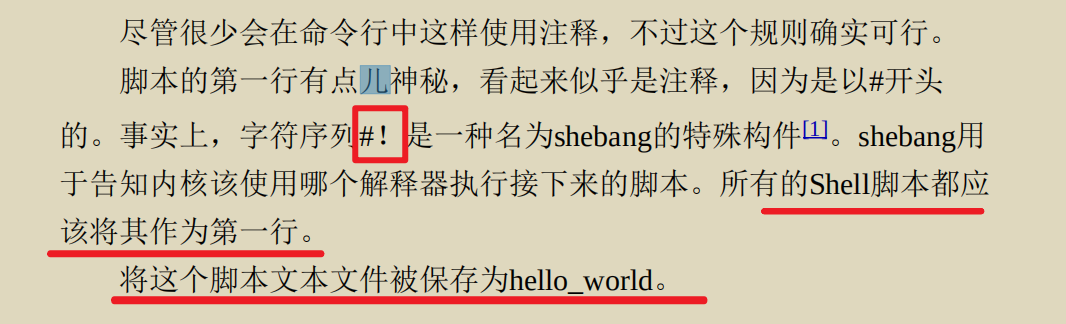 尽管很少会在命令行中这样使用注释，不过这个规则确实可行。
脚本的第一行有点儿神秘，看起来似乎是注释，因为是以#开头
的。事实上，字符序列#！是一种名为shebang的特殊构件[1]。shebang用
于告知内核该使用哪个解释器执行接下来的脚本。所有的Shell脚本都应
该将其作为第一行。
将这个脚本文本文件被保存为hello_world。